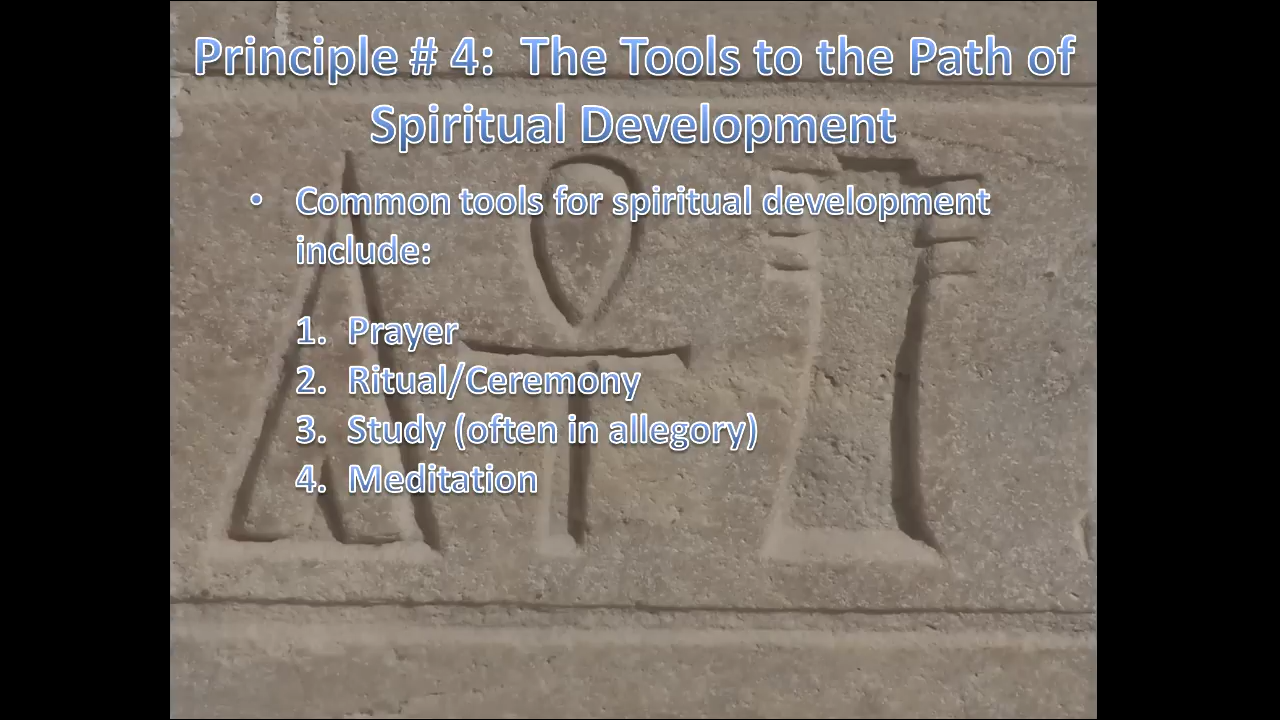 Principle # 4:  The Tools to the Path of
Spiritual Development
• Common tools for spiritual development
include:
1. Prayer
2. Ritual/Ceremony
3. Study (often in allegory)
4. Meditation